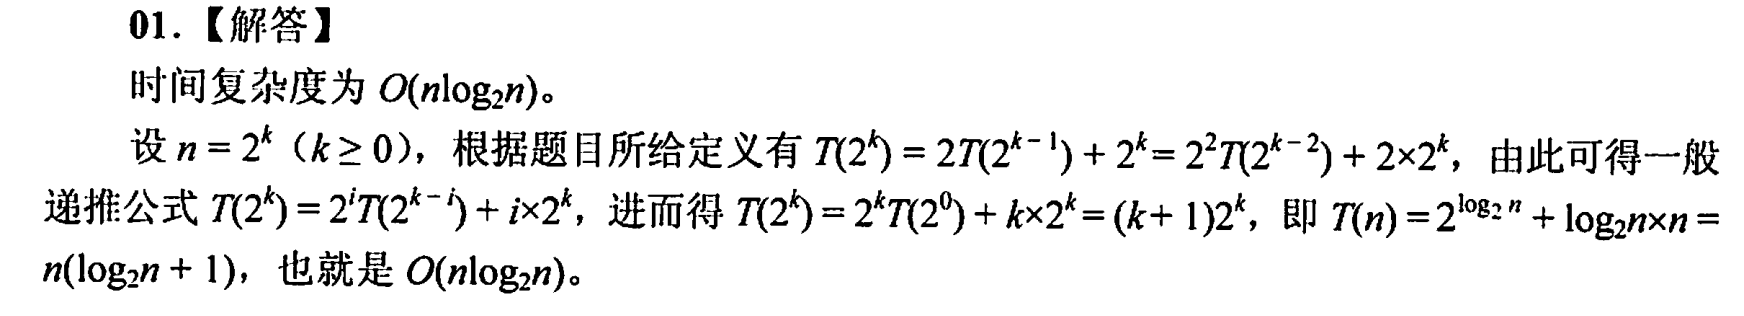 01.【解答】
时间复杂度为 O(nlog₂n)。
设 n = 2ᵏ（k ≥ 0），根据题目所给定义有 T(2ᵏ) = 2T(2ᵏ⁻¹) + 2ᵏ = 2²T(2ᵏ⁻²) + 2×2ᵏ，由此可得一般
递推公式 T(2ᵏ) = 2ⁱT(2ᵏ⁻ⁱ) + i×2ᵏ，进而得 T(2ᵏ) = 2ᵏT(2⁰) + k×2ᵏ = (k + 1)2ᵏ，即 T(n) = 2^{log₂n} + log₂n×n =
n(log₂n + 1)，也就是 O(nlog₂n)。